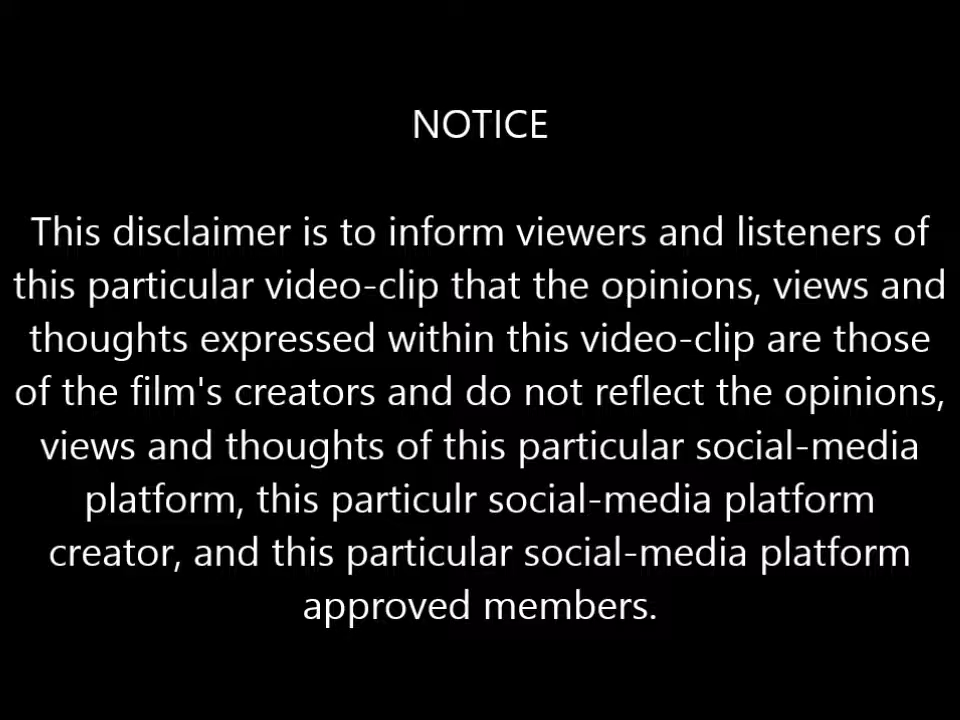 NOTICE
This disclaimer is to inform viewers and listeners of
this particular video-clip that the opinions, views and
thoughts expressed within this video-clip are those
of the film's creators and do not reflect the opinions,
views and thoughts of this particular social-media
platform, this particulr social-media platform
creator, and this particular social-media platform
approved members.